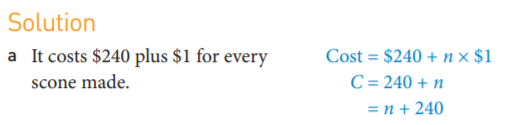 Solution
a It costs $240 plus $1 for every
scone made.
Cost = $240 + n × $1
C = 240 + n
= n + 240